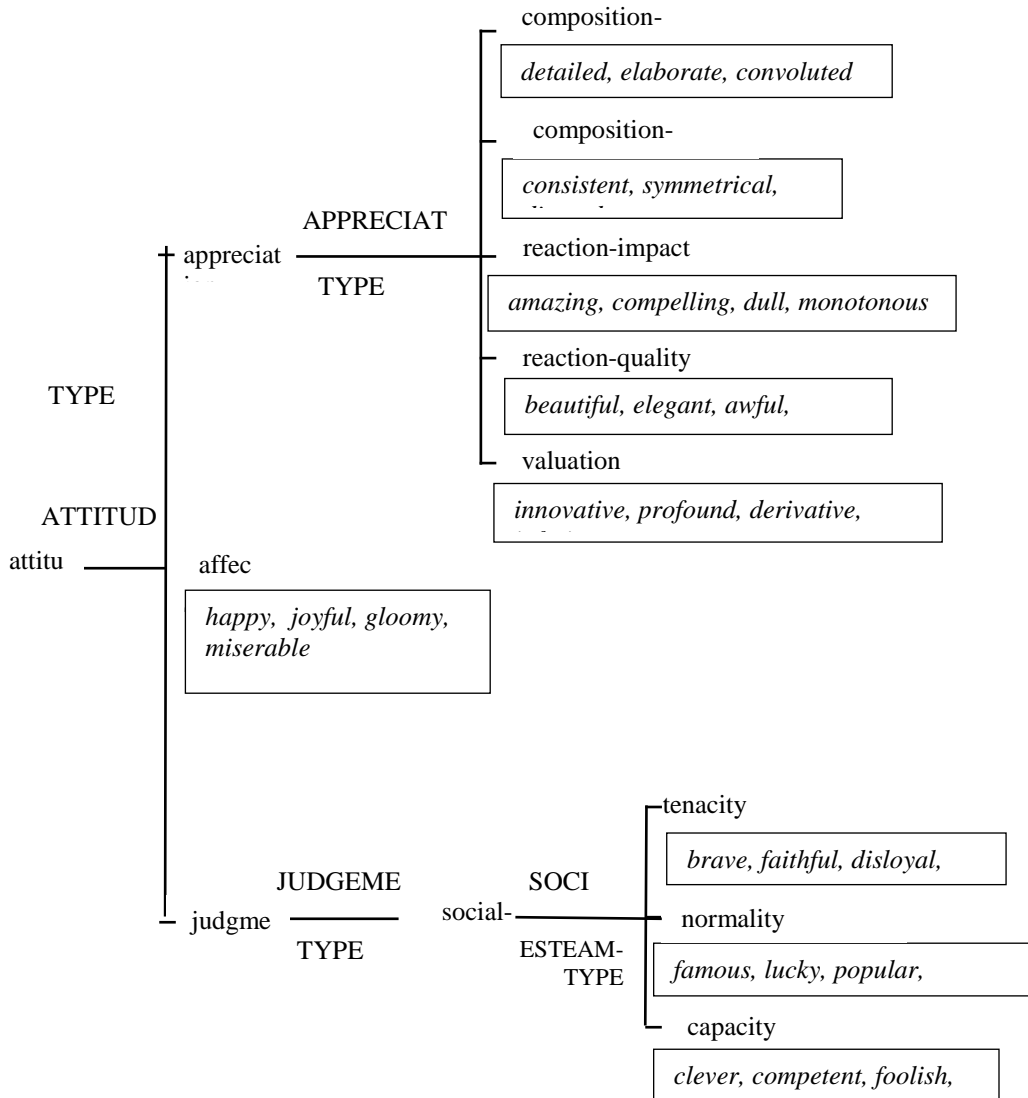 composition-
detailed, elaborate, convoluted
composition-
consistent, symmetrical,
APPRECIAT
TYPE
appreciat
reaction-impact
amazing, compelling, dull, monotonous
reaction-quality
beautiful, elegant, awful,
valuation
innovative, profound, derivative,
TYPE
ATTITUD
attitu
affec
happy, joyful, gloomy,
miserable
tenacity
brave, faithful, disloyal,
JUDGEME
TYPE
judgme
social-
SOCI
ESTEAM-
TYPE
normality
famous, lucky, popular,
capacity
clever, competent, foolish,